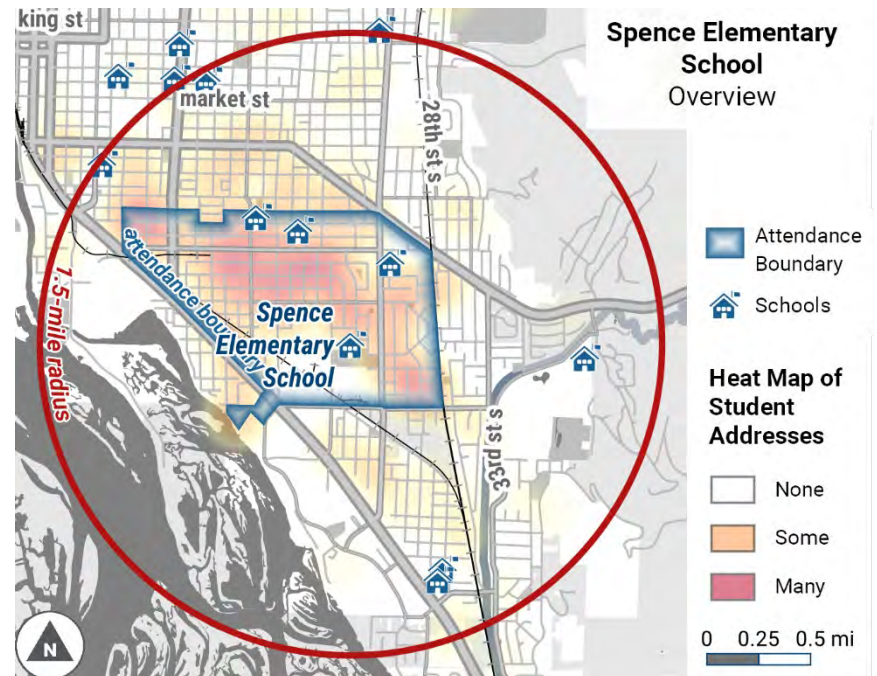 king st
market st
28th st s
attendance boundary
1.5-mile radius
Spence
Elementary
School
33rd st s
N
Spence Elementary
School
Overview
Attendance
Boundary
Schools
Heat Map of
Student
Addresses
None
Some
Many
0 0.25 0.5 mi